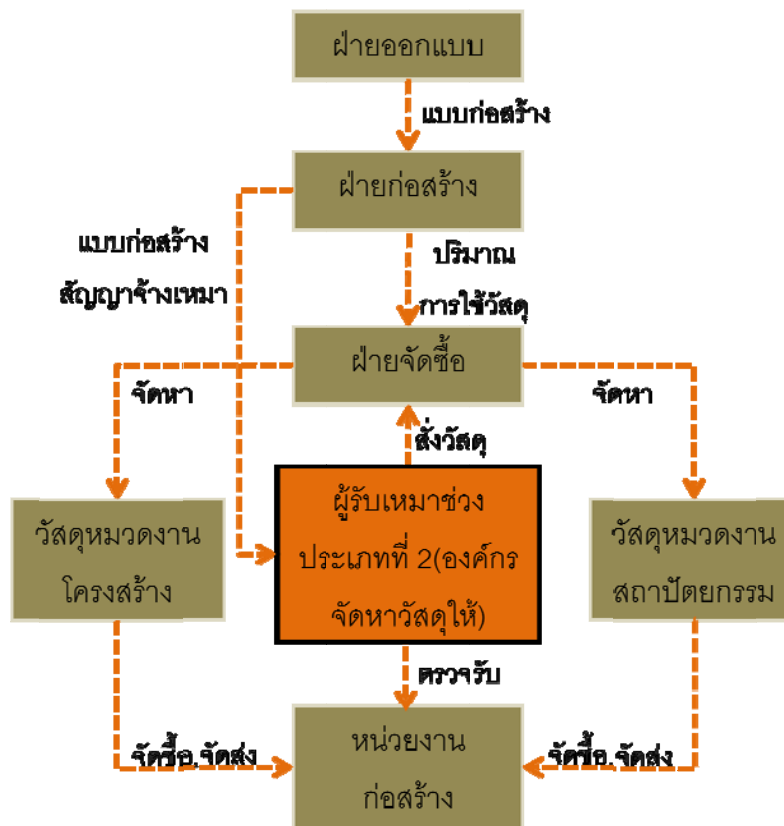 ฝ่ายออกแบบ
แบบก่อสร้าง
ฝ่ายก่อสร้าง
แบบก่อสร้าง
สัญญาจ้างเหมา
ปริมาณ
การใช้วัสดุ
ฝ่ายจัดซื้อ
จัดหา
จัดหา
สั่งวัสดุ
วัสดุหมวดงาน
โครงสร้าง
ผู้รับเหมาช่วง
ประเภทที่ 2(องค์กร
จัดหาวัสดุให้)
วัสดุหมวดงาน
สถาปัตยกรรม
ตรวจรับ
จัดซื้อ,จัดส่ง
หน่วยงาน
ก่อสร้าง
จัดซื้อ,จัดส่ง